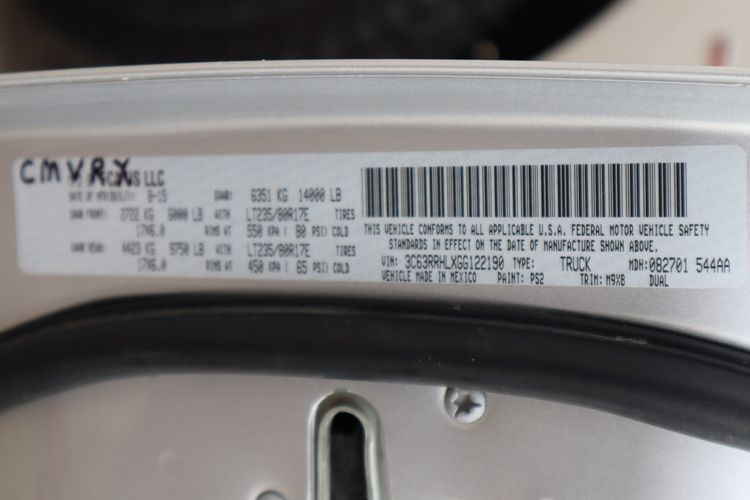 CMVRX
LLC
DATE OF MFR 8-15 GVWR: 6351 KG 14000 LB
GAWR FRONT: 2722 KG 6000 LB WITH LT235/80R17E TIRES
17X6.0 RIMS AT 550 KPA ( 80 PSI) COLD
GAWR REAR: 4423 KG 9750 LB WITH LT235/80R17E TIRES
17X6.0 RIMS AT 450 KPA ( 65 PSI) COLD
THIS VEHICLE CONFORMS TO ALL APPLICABLE U.S.A. FEDERAL MOTOR VEHICLE SAFETY
STANDARDS IN EFFECT ON THE DATE OF MANUFACTURE SHOWN ABOVE.
VIN: 3C63RRHLXGG122190 TYPE: TRUCK MDH: 082701 544AA
VEHICLE MADE IN MEXICO PAINT: PS2 TRIM: M9X8 DUAL